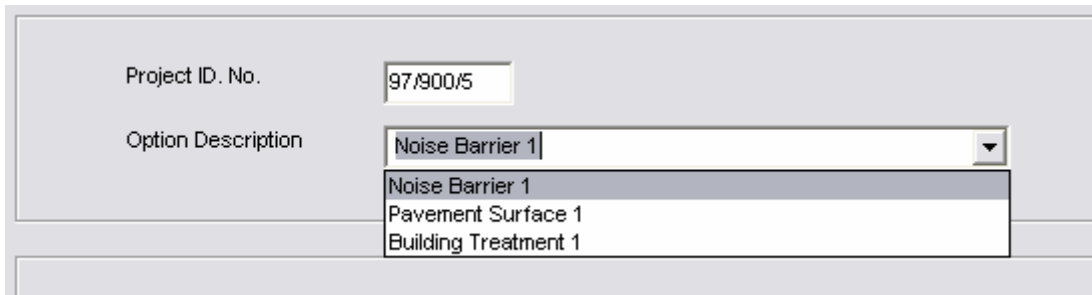 Project ID. No. 97/900/5
Option Description Noise Barrier 1
Noise Barrier 1
Pavement Surface 1
Building Treatment 1